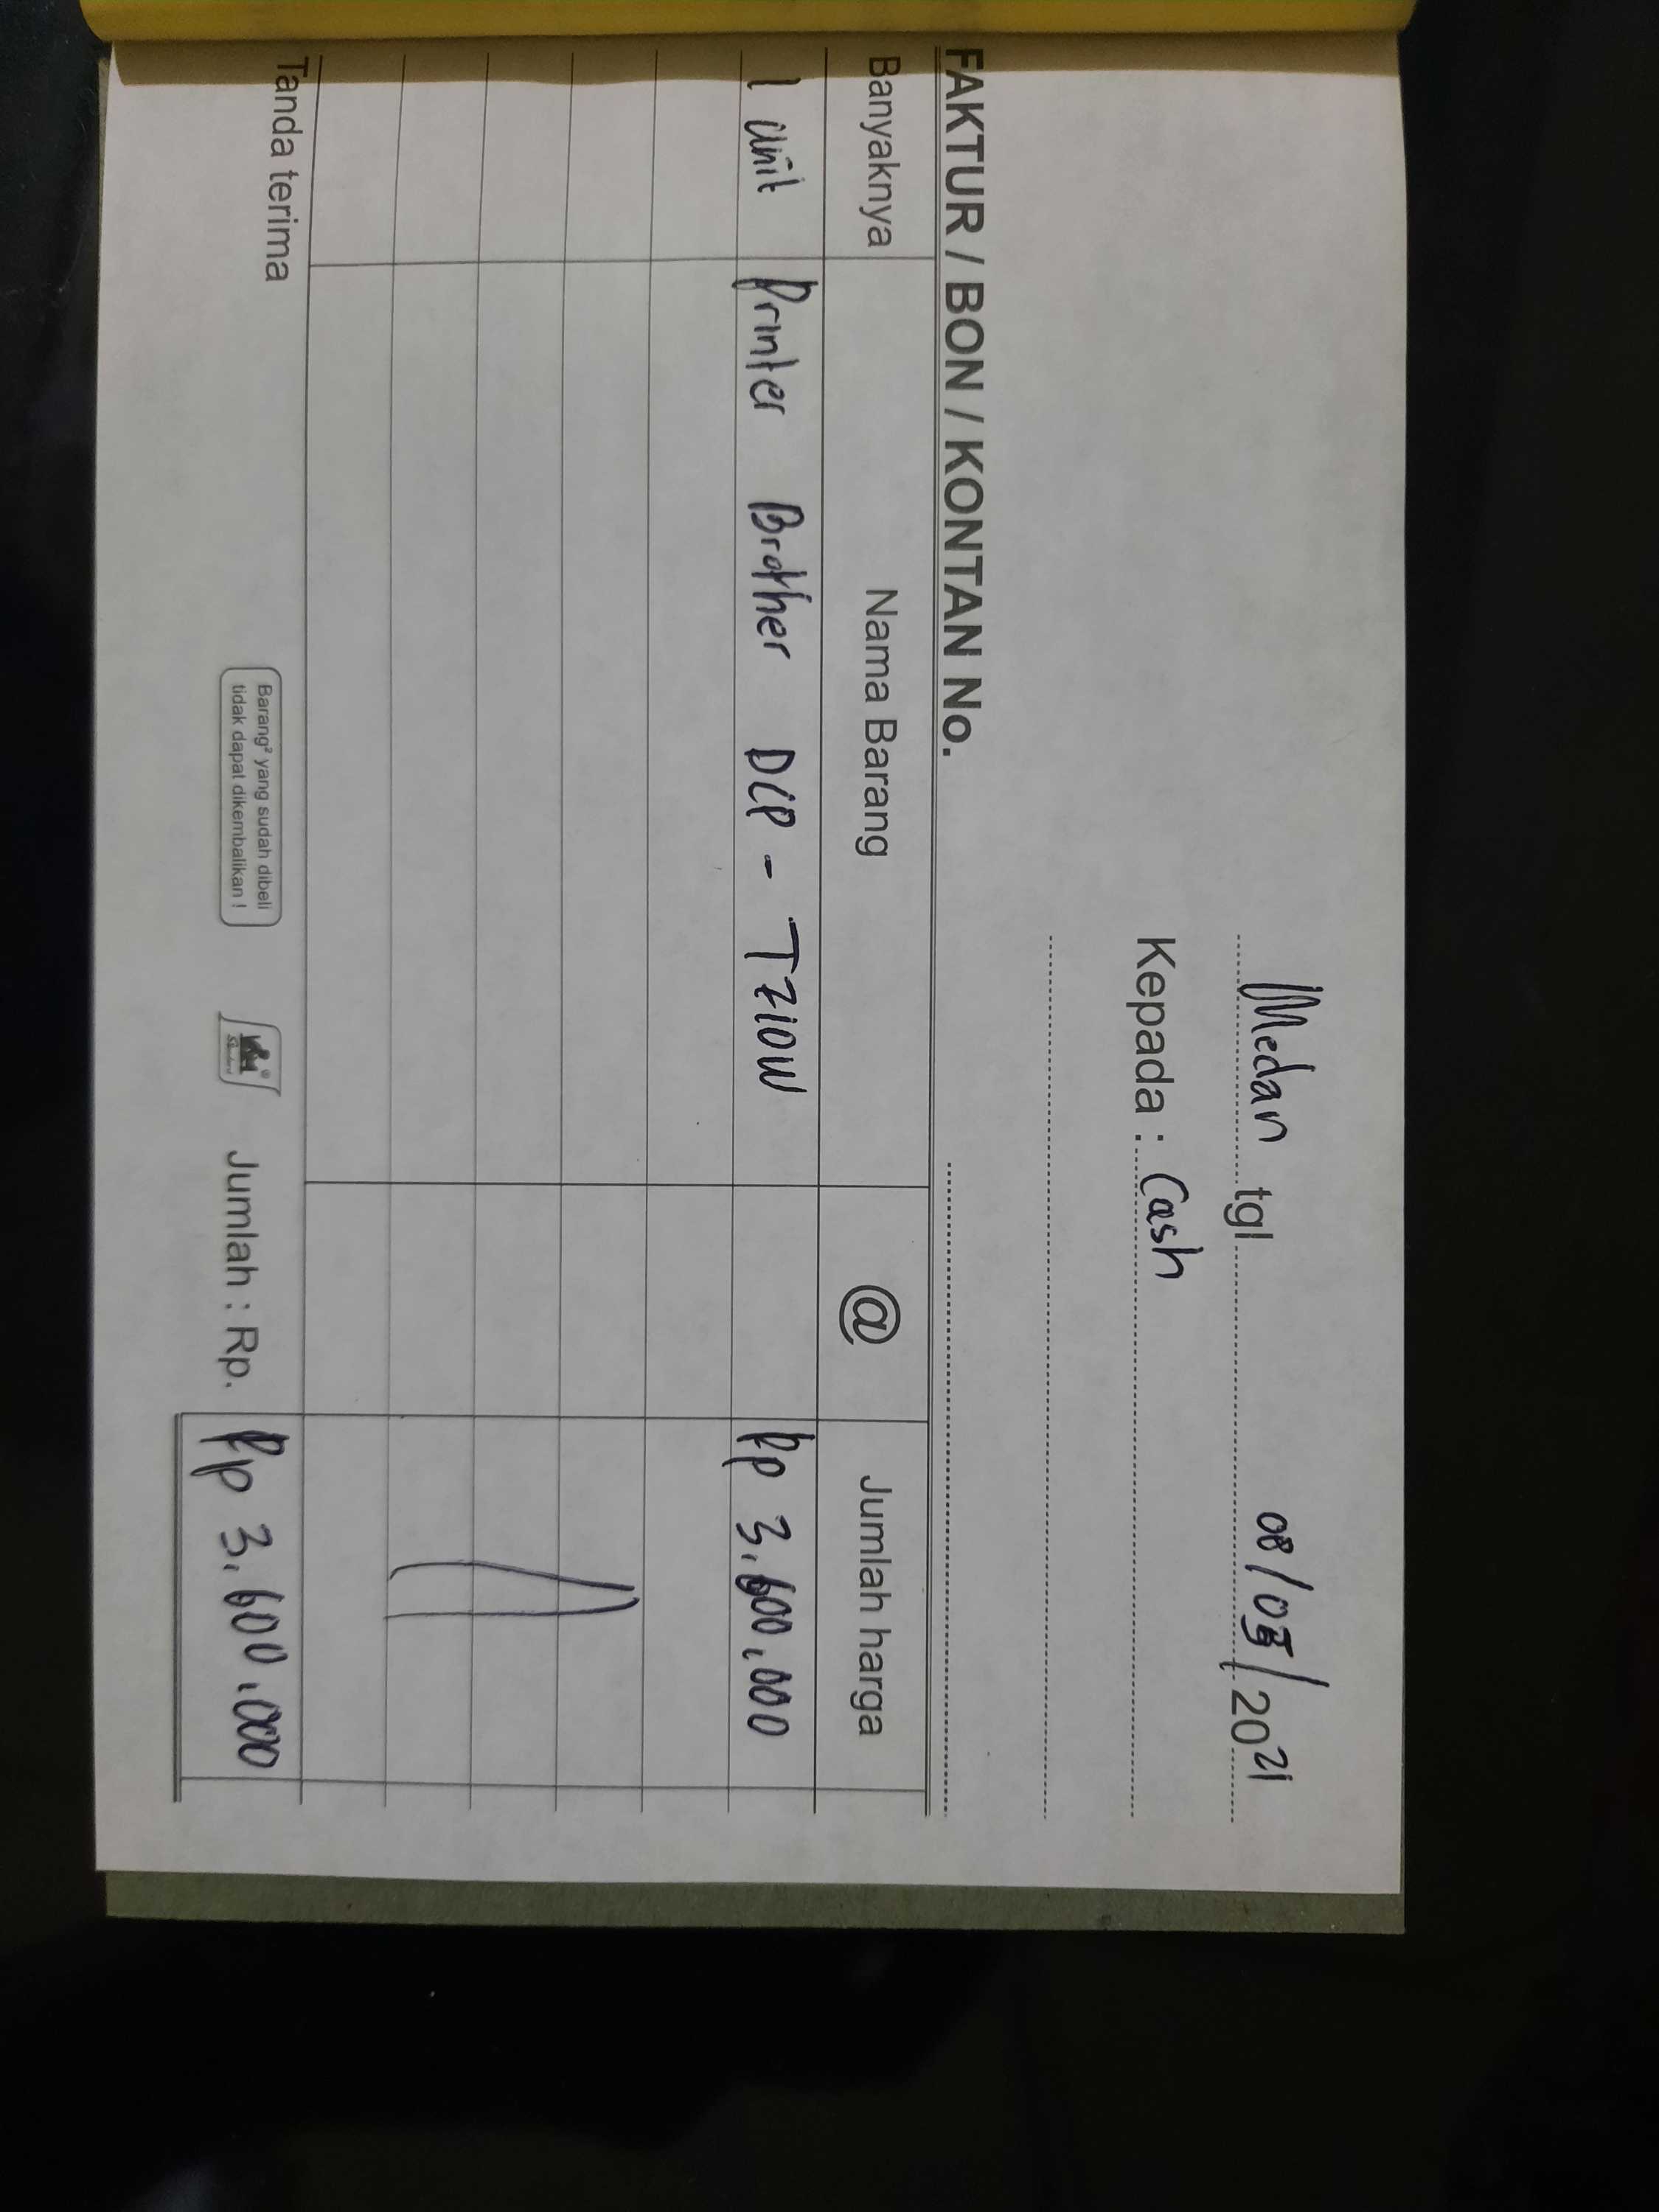 Medan tgl 08/05/2021
Kepada : Cash
FAKTUR / BON / KONTAN No.
Banyaknya Nama Barang @ Jumlah harga
1 unit Printer Brother DCP - T710W Rp 3.600.000
Tanda terima
Barang² yang sudah dibeli
tidak dapat dikembalikan !
Jumlah : Rp. Rp 3.600.000